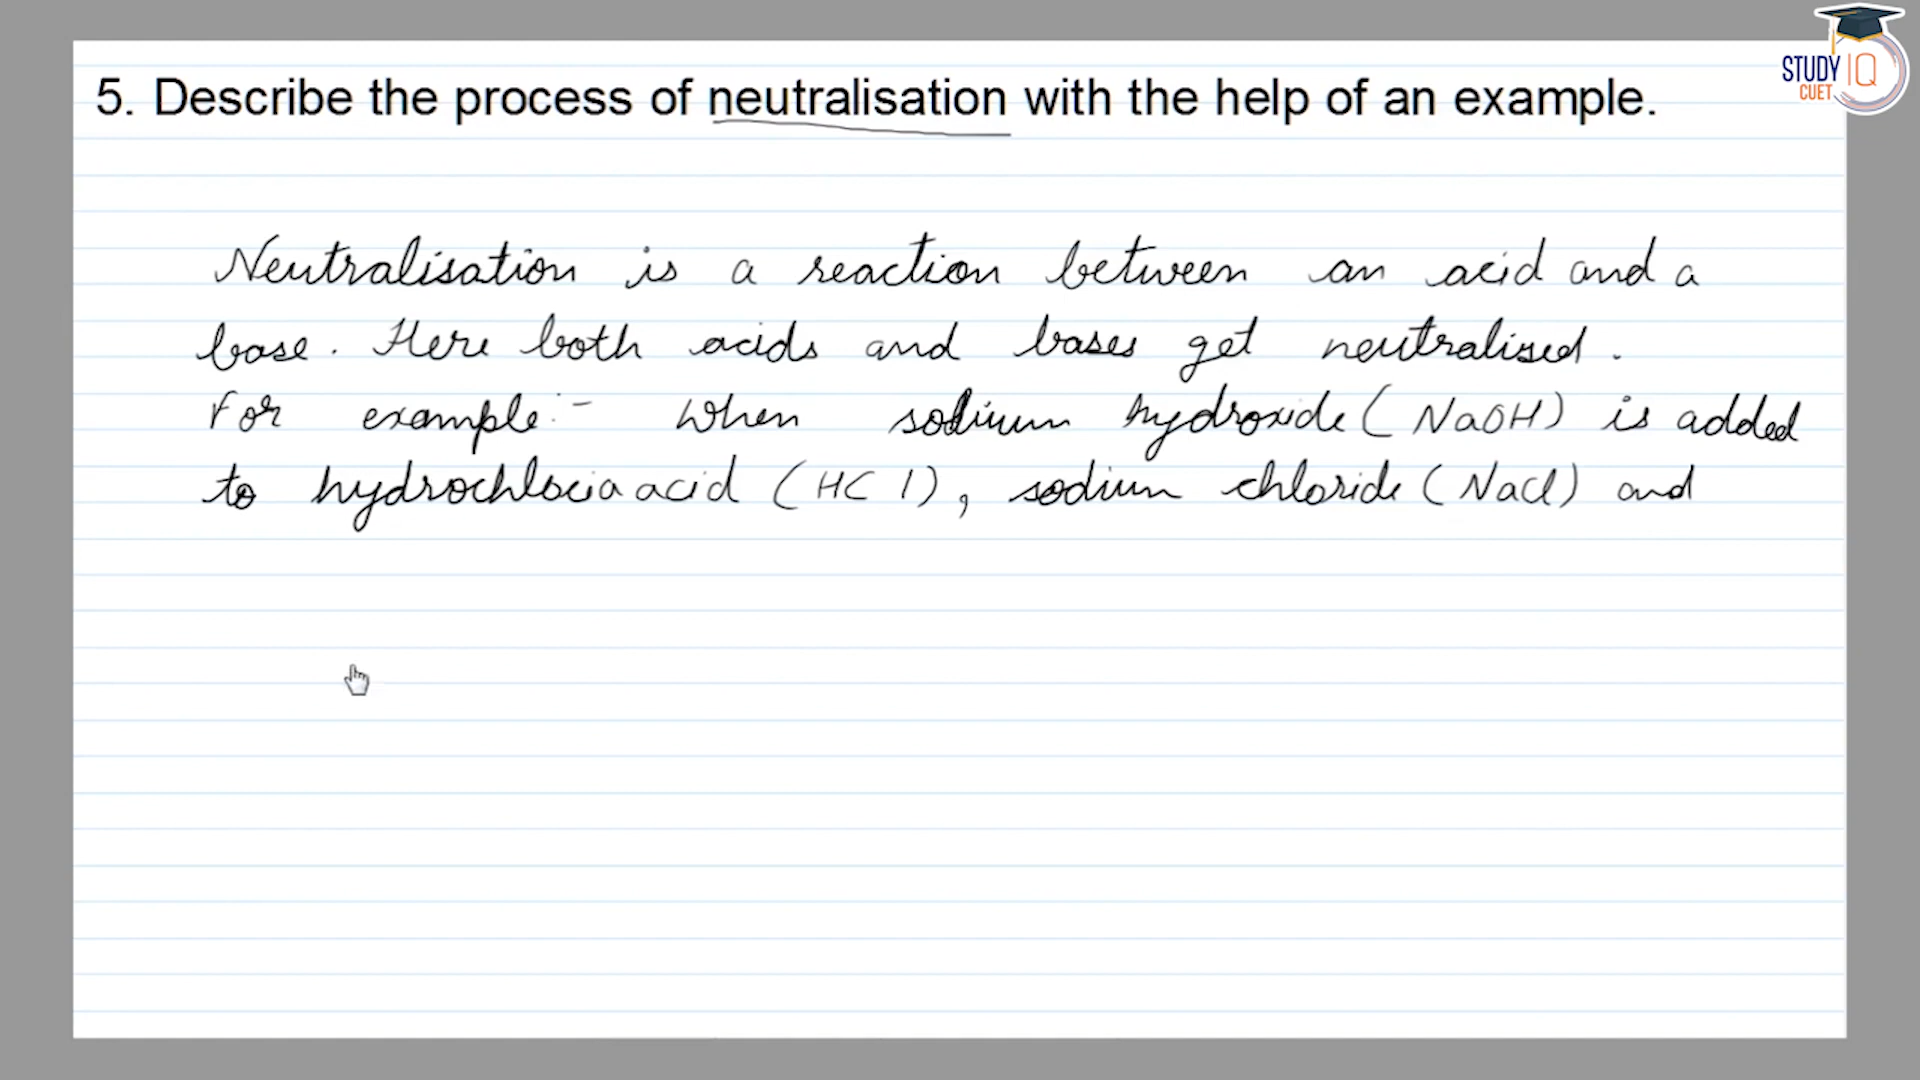 STUDY IQ
CUET
5. Describe the process of neutralisation with the help of an example.
Neutralisation is a reaction between an acid and a
base. Here both acids and bases get neutralised.
For example:- When sodium hydroxide (NaOH) is added
to hydrochlocia acid (HCl), sodium chloride (NaCl) and